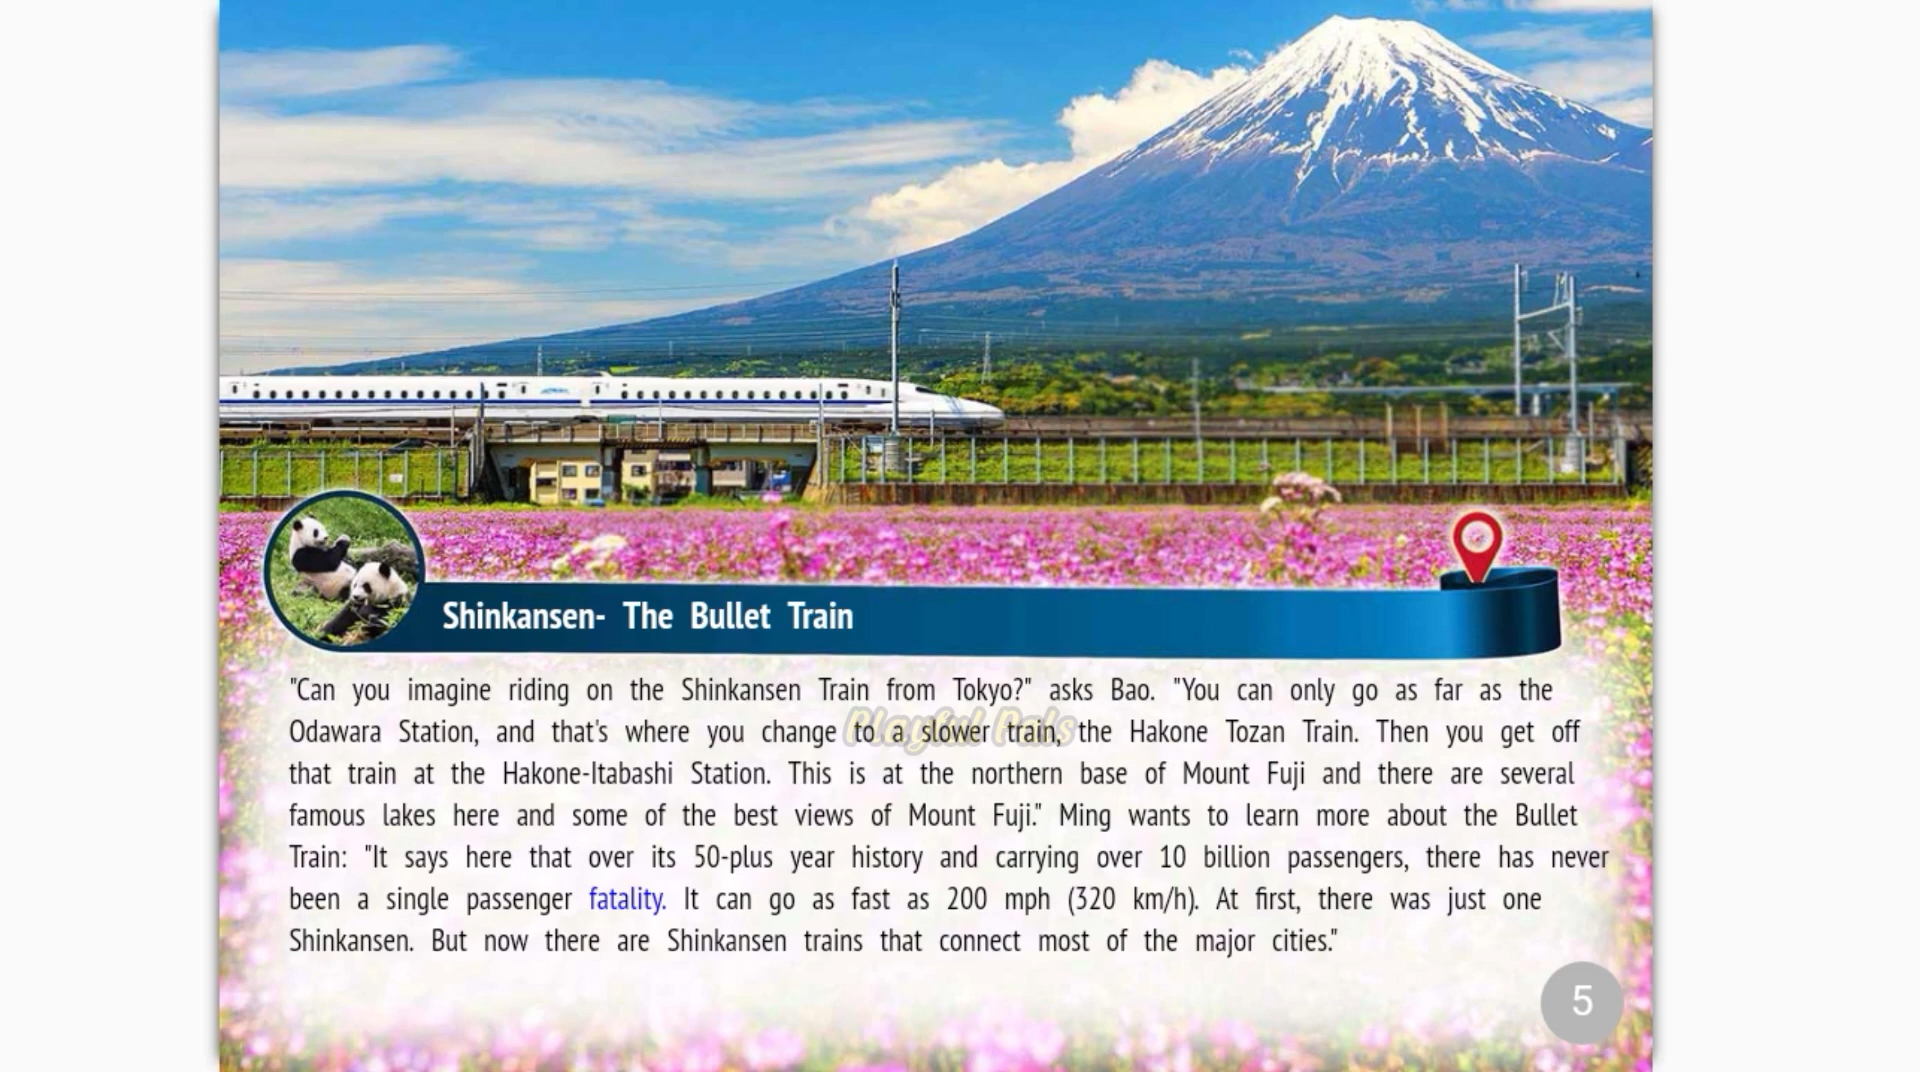 Shinkansen- The Bullet Train
"Can you imagine riding on the Shinkansen Train from Tokyo?" asks Bao. "You can only go as far as the
Odawara Station, and that's where you change to a slower train, the Hakone Tozan Train. Then you get off
that train at the Hakone-Itabashi Station. This is at the northern base of Mount Fuji and there are several
famous lakes here and some of the best views of Mount Fuji." Ming wants to learn more about the Bullet
Train: "It says here that over its 50-plus year history and carrying over 10 billion passengers, there has never
been a single passenger fatality. It can go as fast as 200 mph (320 km/h). At first, there was just one
Shinkansen. But now there are Shinkansen trains that connect most of the major cities."
Playful Pals
5